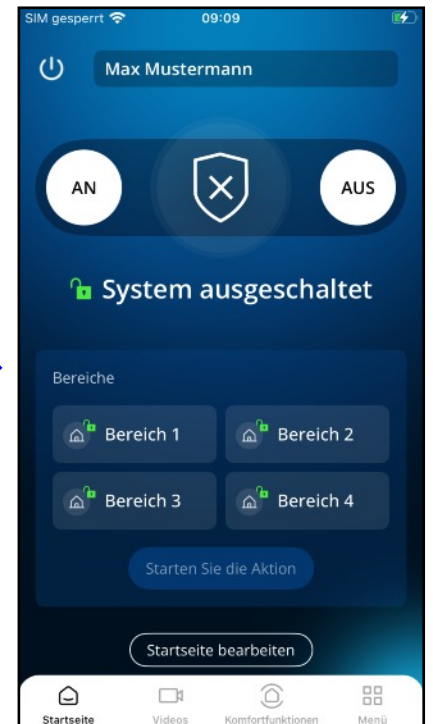 SIM gesperrt 09:09
Max Mustermann
AN AUS
System ausgeschaltet
Bereiche
Bereich 1 Bereich 2
Bereich 3 Bereich 4
Starten Sie die Aktion
Startseite bearbeiten
Startseite Videos Komfortfunktionen Menü